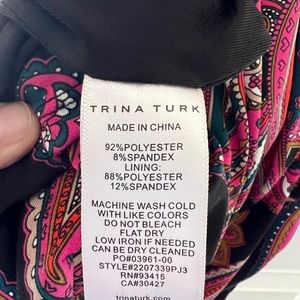 TRINA TURK
MADE IN CHINA
92%POLYESTER
8%SPANDEX
LINING:
88%POLYESTER
12%SPANDEX
MACHINE WASH COLD
WITH LIKE COLORS
DO NOT BLEACH
FLAT DRY
LOW IRON IF NEEDED
CAN BE DRY CLEANED
PO#03961-00
STYLE#2207339PJ3
RN#93415
CA#30427
trinaturk.com